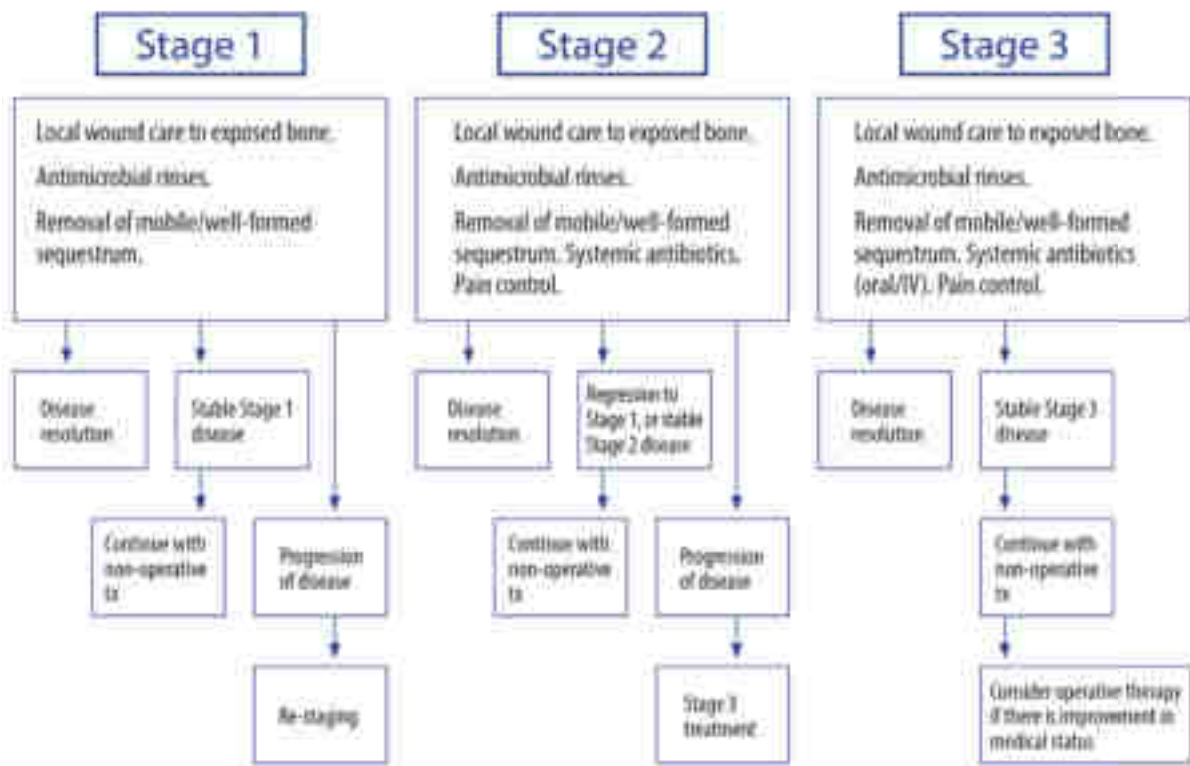 Stage 1
Local wound care to exposed bone.
Antimicrobial rinses.
Removal of mobile/well-formed
sequestrum.
Disease
resolution
Stable Stage 1
disease
Continue with
non-operative
tx
Progression
of disease
Re-staging
Stage 2
Local wound care to exposed bone.
Antimicrobial rinses.
Removal of mobile/well-formed
sequestrum. Systemic antibiotics.
Pain control.
Disease
resolution
Regression to
Stage 1, or stable
Stage 2 disease
Continue with
non-operative
tx
Progression
of disease
Stage 3
treatment
Stage 3
Local wound care to exposed bone.
Antimicrobial rinses.
Removal of mobile/well-formed
sequestrum. Systemic antibiotics
(oral/IV). Pain control.
Disease
resolution
Stable Stage 3
disease
Continue with
non-operative
tx
Consider operative therapy
if there is improvement in
medical status